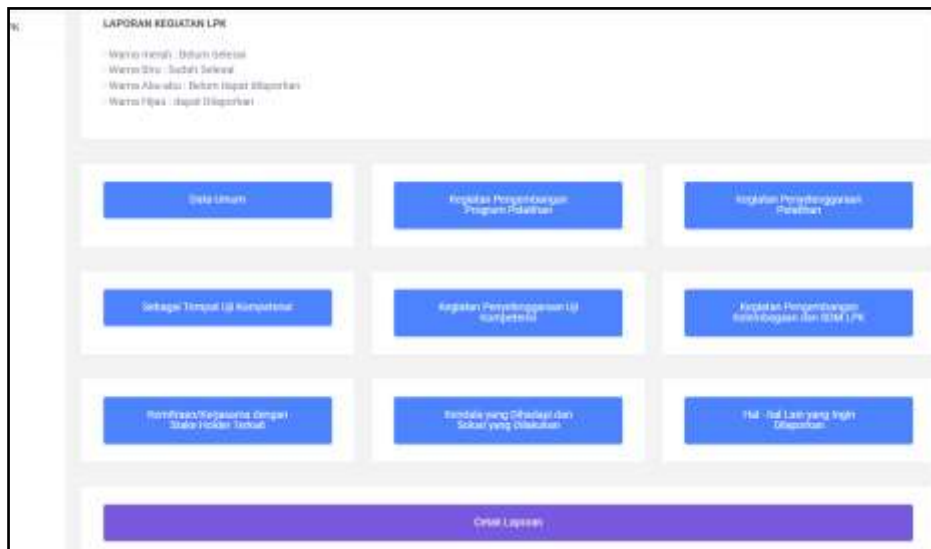 LAPORAN KEGIATAN LPK
- Warna merah : Belum Selesai
- Warna Biru : Sudah Selesai
- Warna Abu-abu : Belum dapat dilaporkan
- Warna Hijau : dapat Dilaporkan
Data Umum
Kegiatan Pengembangan
Program Pelatihan
Kegiatan Penyelenggaraan
Pelatihan
Sebagai Tempat Uji Kompetensi
Kegiatan Penyelenggaraan Uji
Kompetensi
Kegiatan Pengembangan
Kelembagaan dan SDM LPK
Kemitraan/Kerjasama dengan
Stake Holder Terkait
Kendala yang Dihadapi dan
Solusi yang Dilakukan
Hal - hal Lain yang Ingin
Dilaporkan
Cetak Laporan